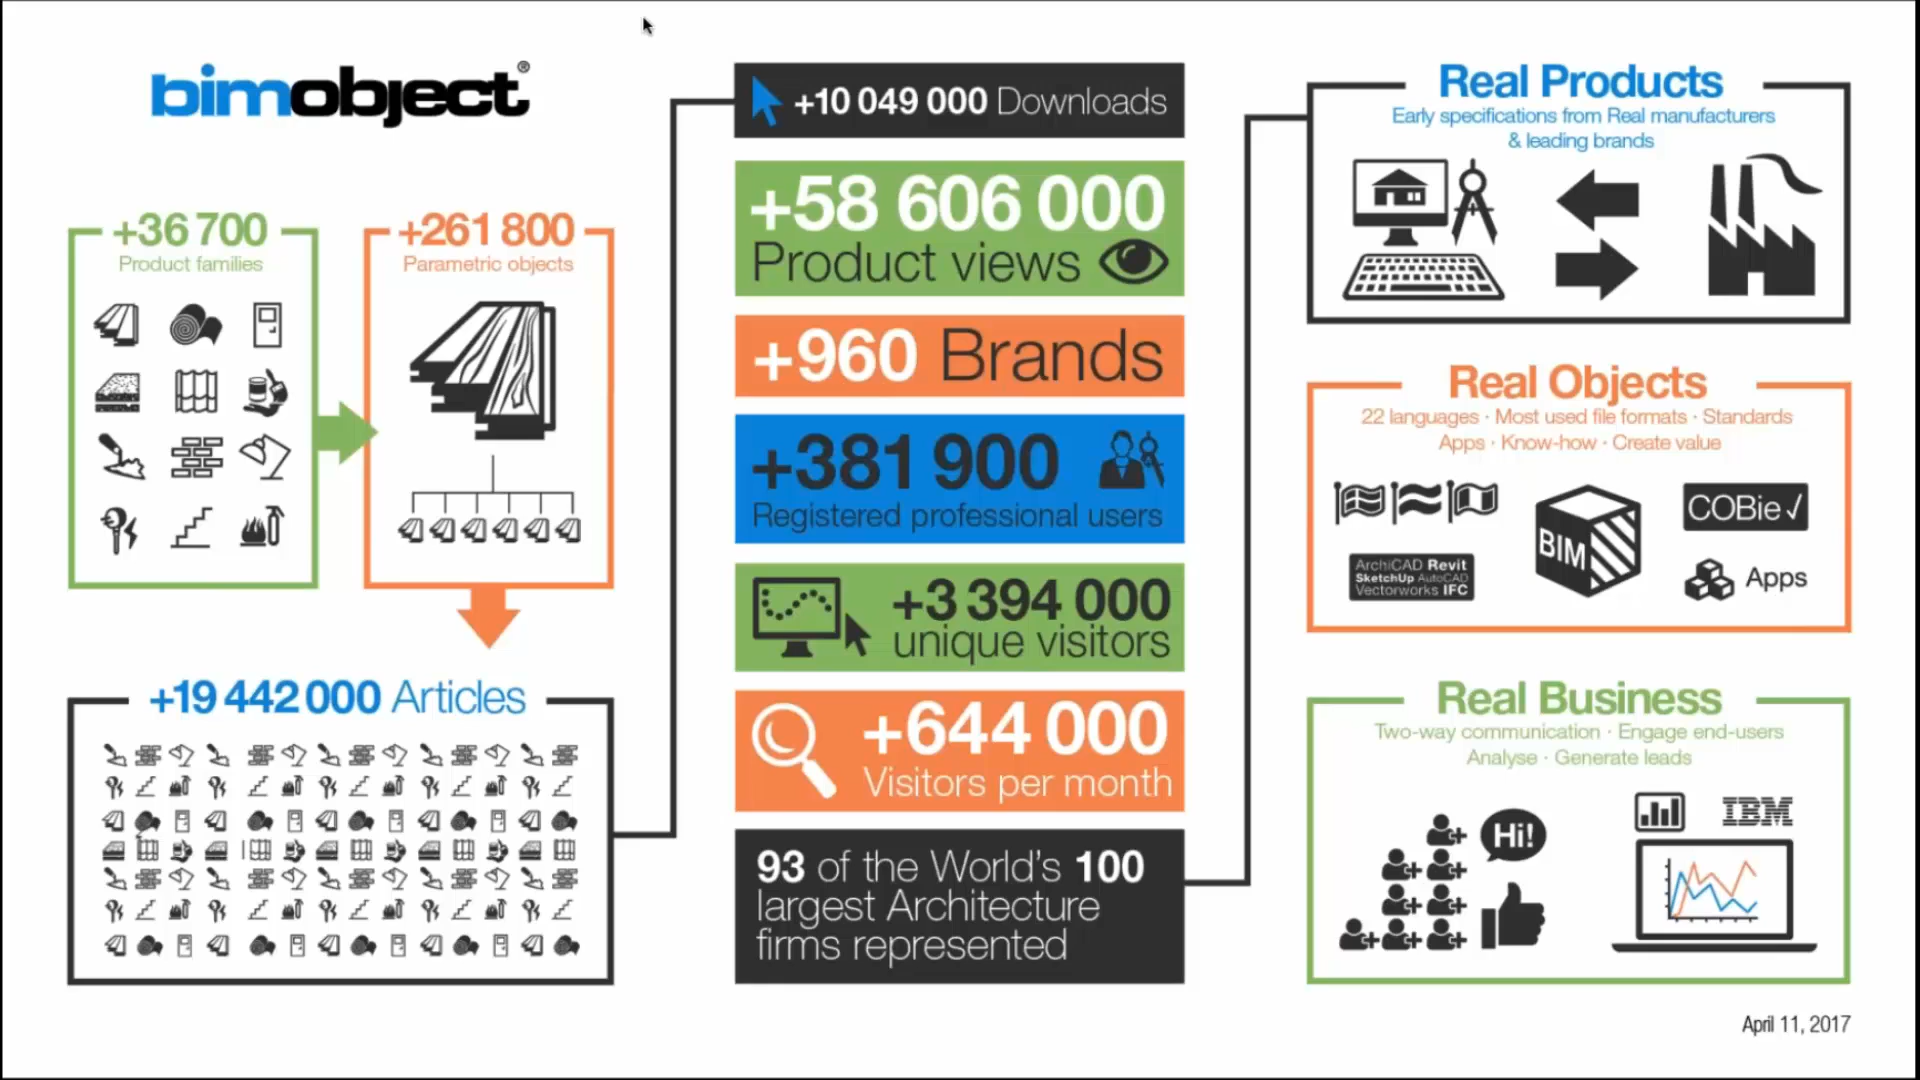 bimobject®
+36 700
Product families
+261 800
Parametric objects
+19 442 000 Articles
+10 049 000 Downloads
+58 606 000
Product views
+960 Brands
+381 900
Registered professional users
+3 394 000
unique visitors
+644 000
Visitors per month
93 of the World's 100
largest Architecture
firms represented
Real Products
Early specifications from Real manufacturers
& leading brands
Real Objects
22 languages · Most used file formats · Standards
Apps · Know-how · Create value
BIM
COBie✓
ArchiCAD Revit
SketchUp AutoCAD
Vectorworks IFC
Apps
Real Business
Two-way communication · Engage end-users
Analyse · Generate leads
Hi!
IBM
April 11, 2017